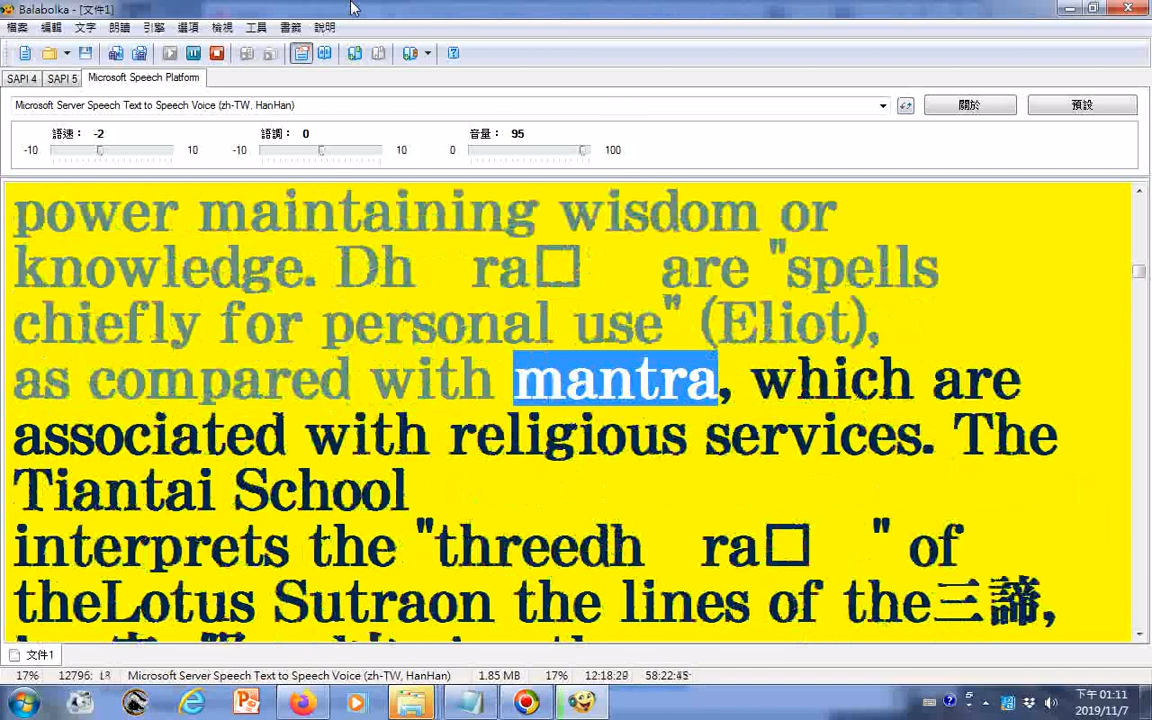 Balabolka - [文件1]
檔案 編輯 文字 朗讀 引擎 選項 檢視 工具 書籤 說明
SAPI 4 SAPI 5 Microsoft Speech Platform
Microsoft Server Speech Text to Speech Voice (zh-TW, HanHan) 關於 預設
語速： -2 語調： 0 音量： 95
-10 10 -10 10 0 100
power maintaining wisdom or
knowledge. Dh ra□ are "spells
chiefly for personal use" (Eliot),
as compared with mantra, which are
associated with religious services. The
Tiantai School
interprets the "threedh ra□ " of
theLotus Sutraon the lines of the三諦,
文件1
17% 12796: 18 Microsoft Server Speech Text to Speech Voice (zh-TW, HanHan) 1.85 MB 17% 12:18:29 58:22:45
下午 01:11
2019/11/7